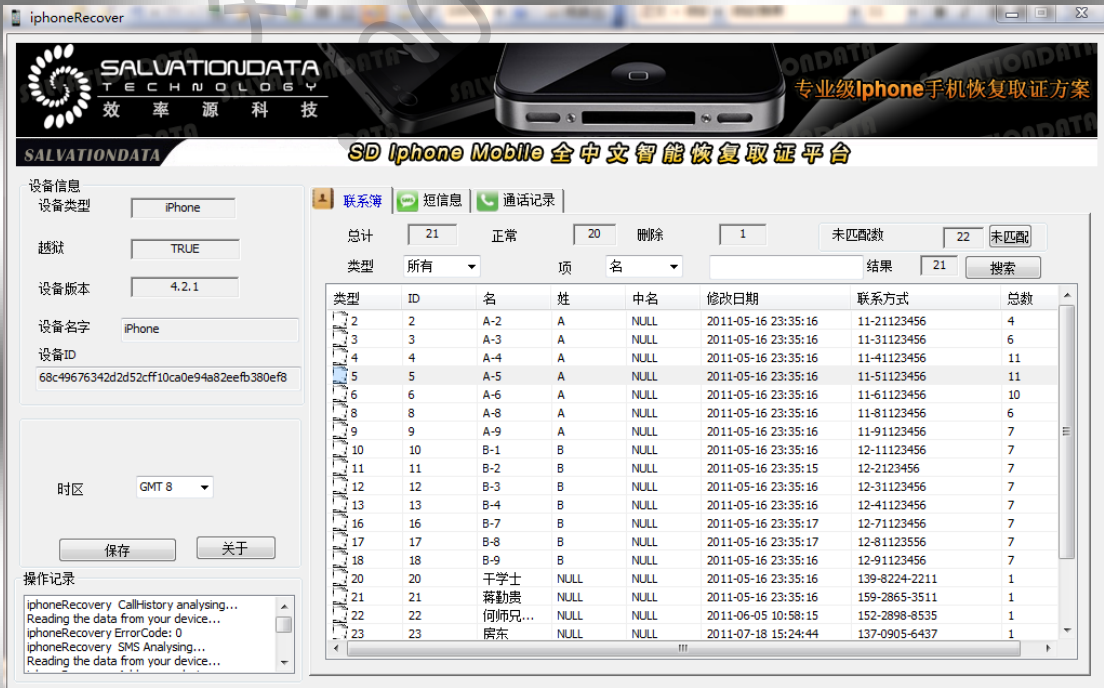 iphoneRecover
SALVATIONDATA
TECHNOLOGY
效率源科技
专业级Iphone手机恢复取证方案
SALVATIONDATA
SD Iphone Mobile 全中文智能恢复取证平台
设备信息
设备类型 iPhone
越狱 TRUE
设备版本 4.2.1
设备名字 iPhone
设备ID
68c49676342d2d52cff10ca0e94a82eefb380ef8
时区 GMT 8
保存 关于
操作记录
iphoneRecovery CallHistory analysing...
Reading the data from your device...
iphoneRecovery ErrorCode: 0
iphoneRecovery SMS Analysing...
Reading the data from your device...
联系簿 短信息 通话记录
总计 21 正常 20 删除 1 未匹配数 22 未匹配
类型 所有 项 名 结果 21 搜索
类型 ID 名 姓 中名 修改日期 联系方式 总数
2 2 A-2 A NULL 2011-05-16 23:35:16 11-21123456 4
3 3 A-3 A NULL 2011-05-16 23:35:16 11-31123456 6
4 4 A-4 A NULL 2011-05-16 23:35:16 11-41123456 11
5 5 A-5 A NULL 2011-05-16 23:35:16 11-51123456 11
6 6 A-6 A NULL 2011-05-16 23:35:16 11-61123456 10
8 8 A-8 A NULL 2011-05-16 23:35:16 11-81123456 6
9 9 A-9 A NULL 2011-05-16 23:35:16 11-91123456 7
10 10 B-1 B NULL 2011-05-16 23:35:16 12-11123456 7
11 11 B-2 B NULL 2011-05-16 23:35:15 12-2123456 7
12 12 B-3 B NULL 2011-05-16 23:35:16 12-31123456 7
13 13 B-4 B NULL 2011-05-16 23:35:16 12-41123456 7
16 16 B-7 B NULL 2011-05-16 23:35:17 12-71123456 7
17 17 B-8 B NULL 2011-05-16 23:35:17 12-81123556 7
18 18 B-9 B NULL 2011-05-16 23:35:16 12-91123456 7
20 20 干学士 NULL NULL 2011-05-16 23:35:16 139-8224-2211 1
21 21 蒋勤贵 NULL NULL 2011-05-16 23:35:16 159-2865-3511 1
22 22 何师兄... NULL NULL 2011-06-05 10:58:15 152-2898-8535 1
23 23 房东 NULL NULL 2011-07-18 15:24:44 137-0905-6437 1